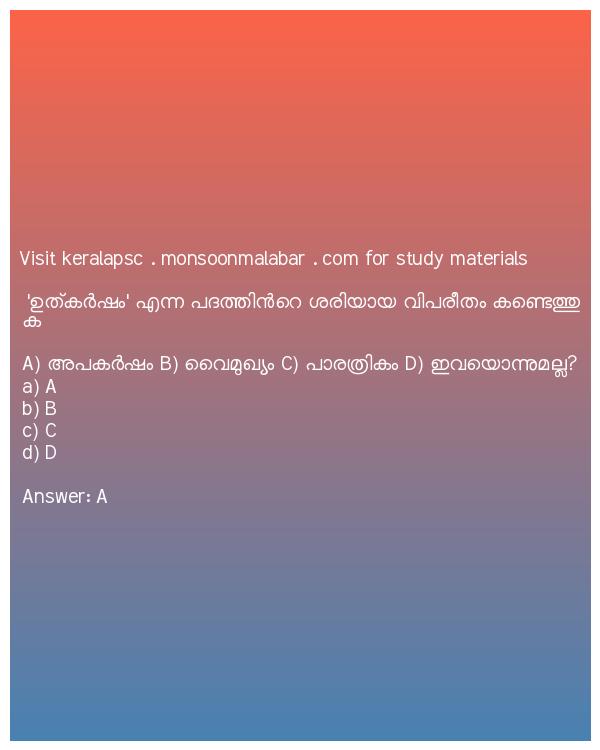 Visit keralapsc . monsoonmalabar . com for study materials
'ഉത്കർഷം' എന്ന പദത്തിൻറെ ശരിയായ വിപരീതം കണ്ടെത്തു
ക
A) അപകർഷം B) വൈമുഖ്യം C) പാരത്രികം D) ഇവയൊന്നുമല്ല?
a) A
b) B
c) C
d) D
Answer: A